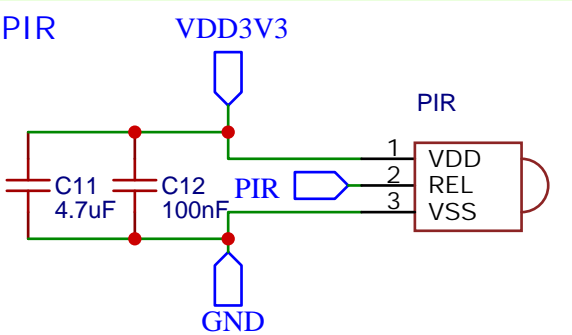 PIR
VDD3V3
PIR
C11
4.7uF
C12
100nF
PIR
1
VDD
2
REL
3
VSS
GND